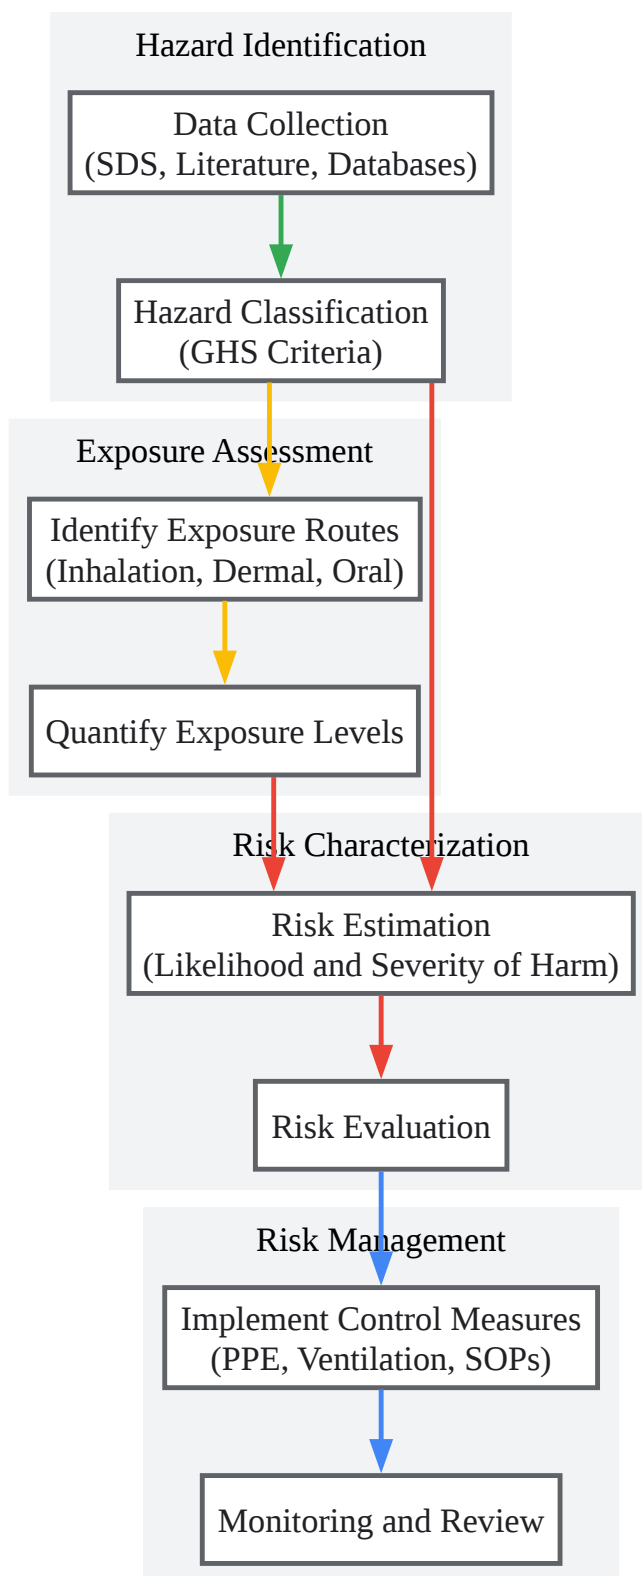 Hazard Identification
Data Collection
(SDS, Literature, Databases)
Hazard Classification
(GHS Criteria)
Exposure Assessment
Identify Exposure Routes
(Inhalation, Dermal, Oral)
Quantify Exposure Levels
Risk Characterization
Risk Estimation
(Likelihood and Severity of Harm)
Risk Evaluation
Risk Management
Implement Control Measures
(PPE, Ventilation, SOPs)
Monitoring and Review